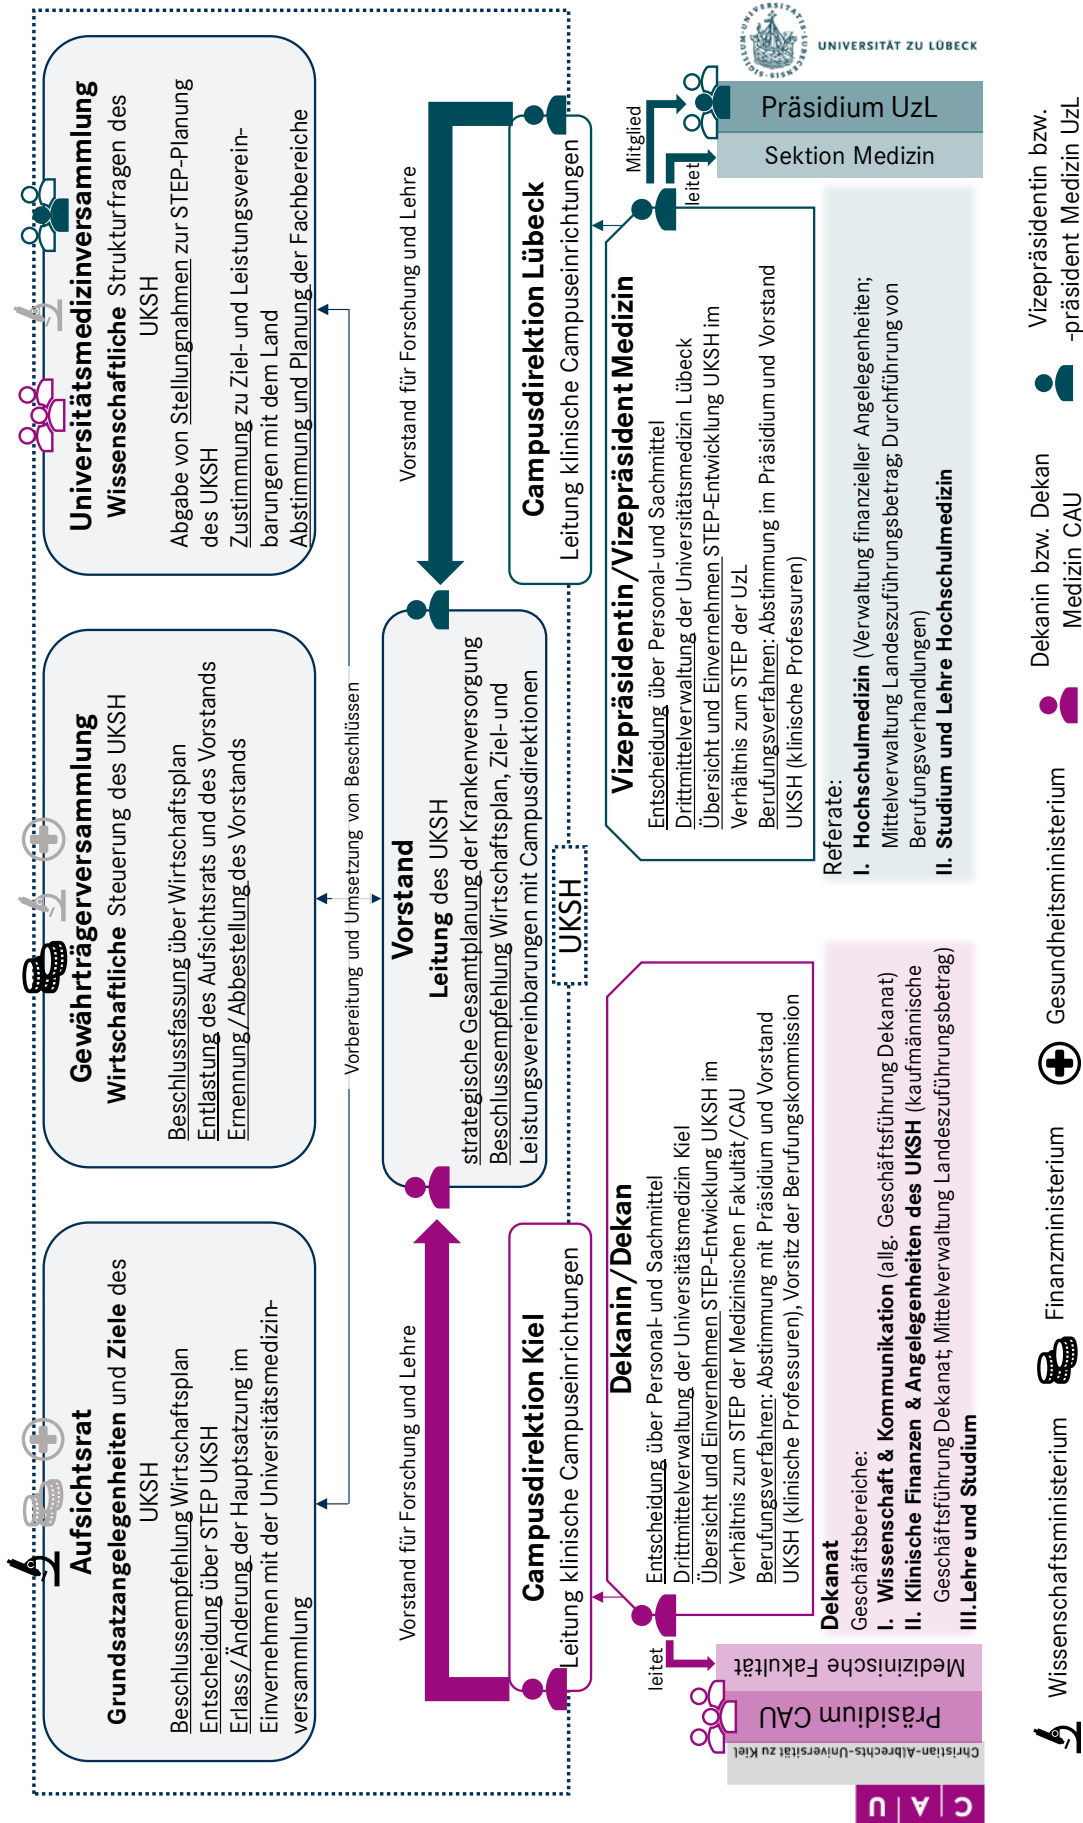 Aufsichtsrat
Grundsatzangelegenheiten und Ziele des
UKSH
Beschlussempfehlung Wirtschaftsplan
Entscheidung über STEP UKSH
Erlass/Änderung der Hauptsatzung im
Einvernehmen mit der Universitätsmedizin-
versammlung
Gewährträgerversammlung
Wirtschaftliche Steuerung des UKSH
Beschlussfassung über Wirtschaftsplan
Entlastung des Aufsichtsrats und des Vorstands
Ernennung/Abbestellung des Vorstands
Universitätsmedizinversammlung
Wissenschaftliche Strukturfragen des
UKSH
Abgabe von Stellungnahmen zur STEP-Planung
des UKSH
Zustimmung zu Ziel- und Leistungsverein-
barungen mit dem Land
Abstimmung und Planung der Fachbereiche
Vorbereitung und Umsetzung von Beschlüssen
Vorstand für Forschung und Lehre
Vorstand
Leitung des UKSH
strategische Gesamtplanung der Krankenversorgung
Beschlussempfehlung Wirtschaftsplan, Ziel- und
Leistungsvereinbarungen mit Campusdirektionen
Vorstand für Forschung und Lehre
Campusdirektion Kiel
Leitung klinische Campuseinrichtungen
UKSH
Campusdirektion Lübeck
Leitung klinische Campuseinrichtungen
Dekanin/Dekan
Entscheidung über Personal- und Sachmittel
Drittmittelverwaltung der Universitätsmedizin Kiel
Übersicht und Einvernehmen STEP-Entwicklung UKSH im
Verhältnis zum STEP der Medizinischen Fakultät/CAU
Berufungsverfahren: Abstimmung mit Präsidium und Vorstand
UKSH (klinische Professuren), Vorsitz der Berufungskommission
leitet
Vizepräsidentin/Vizepräsident Medizin
Entscheidung über Personal- und Sachmittel
Drittmittelverwaltung der Universitätsmedizin Lübeck
Übersicht und Einvernehmen STEP-Entwicklung UKSH im
Verhältnis zum STEP der UzL
Berufungsverfahren: Abstimmung im Präsidium und Vorstand
UKSH (klinische Professuren)
Mitglied
leitet
C A U
Christian-Albrechts-Universität zu Kiel
Präsidium CAU
Medizinische Fakultät
Dekanat
Geschäftsbereiche:
I. Wissenschaft & Kommunikation (allg. Geschäftsführung Dekanat)
II. Klinische Finanzen & Angelegenheiten des UKSH (kaufmännische
Geschäftsführung Dekanat; Mittelverwaltung Landeszuführungsbetrag)
III. Lehre und Studium
Referate:
I. Hochschulmedizin (Verwaltung finanzieller Angelegenheiten;
Mittelverwaltung Landeszuführungsbetrag; Durchführung von
Berufungsverhandlungen)
II. Studium und Lehre Hochschulmedizin
Sektion Medizin
Präsidium UzL
SIGILLUM·UNIVERSITATIS·LUBECENSIS
UNIVERSITÄT ZU LÜBECK
Wissenschaftsministerium
Finanzministerium
Gesundheitsministerium
Dekanin bzw. Dekan
Medizin CAU
Vizepräsidentin bzw.
-präsident Medizin UzL